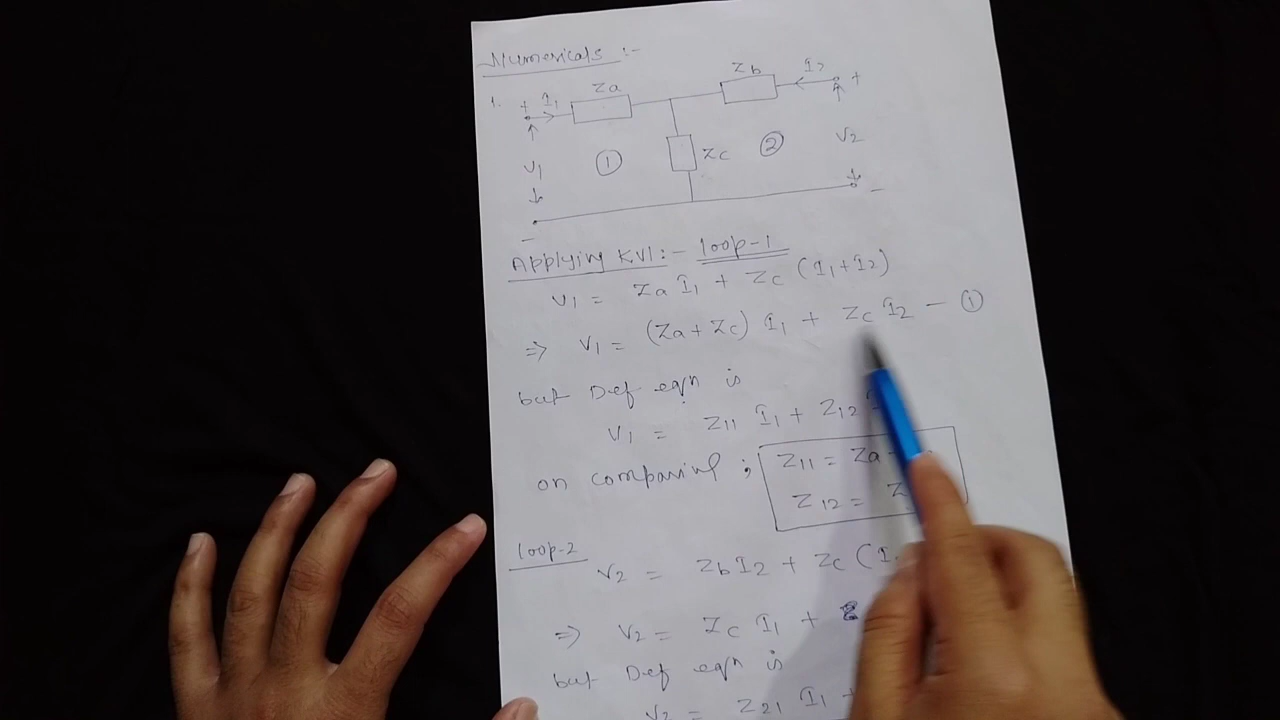 Numericals :-
1.
Za
Zb
+ I1
I2 +
V1
①
Zc
②
V2
-
-
Applying KVl:- loop-1
V1 = Za I1 + Zc (I1+I2)
=> V1 = (Za+Zc) I1 + Zc I2 - ①
but Def eqn is
V1 = Z11 I1 + Z12
on comparing ; Z11 = Za
Z12 = Z
loop-2
V2 = Zb I2 + Zc (I
=> V2 = Zc I1 +
but Def eqn is
V2 = Z21 I1 +